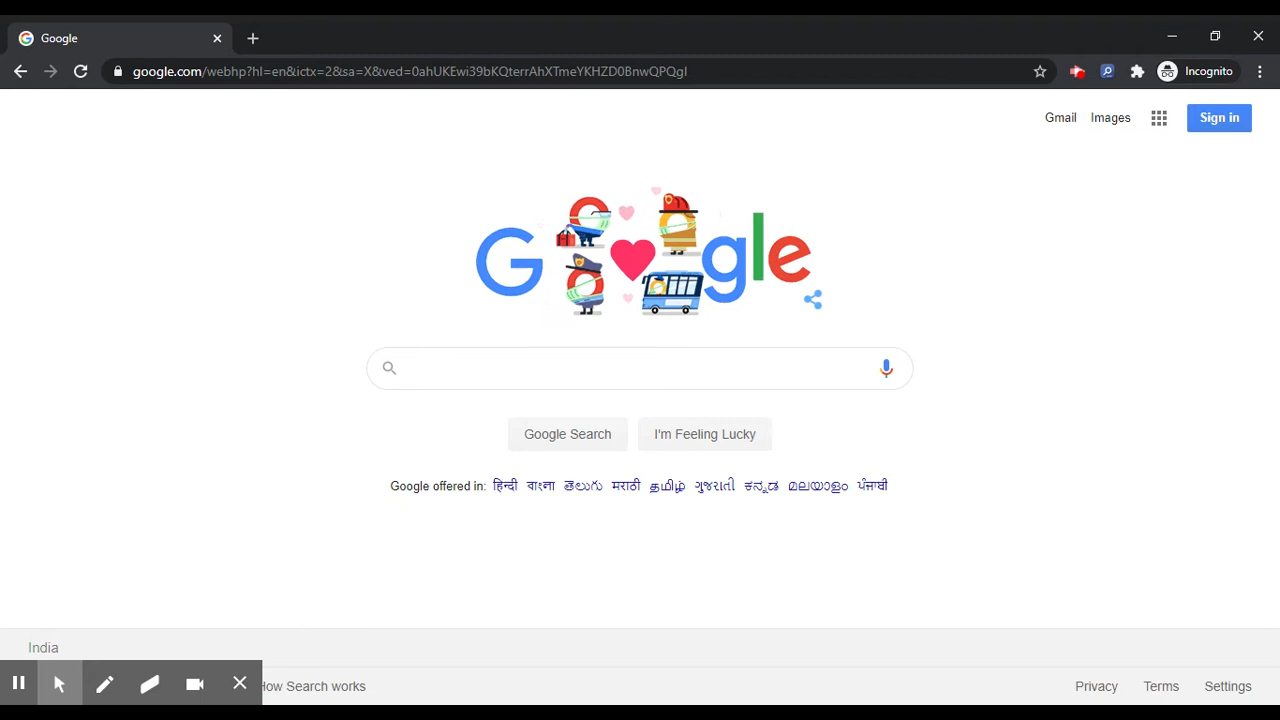 Google
google.com/webhp?hl=en&ictx=2&sa=X&ved=0ahUKEwi39bKQterrAhXTmeYKHZD0BnwQPQgI
Incognito
Gmail Images Sign in
Google
Google Search I'm Feeling Lucky
Google offered in: हिन्दी বাংলা తెలుగు मराठी தமிழ் ગુજરાતી ಕನ್ನಡ മലയാളം ਪੰਜਾਬੀ
India
How Search works Privacy Terms Settings